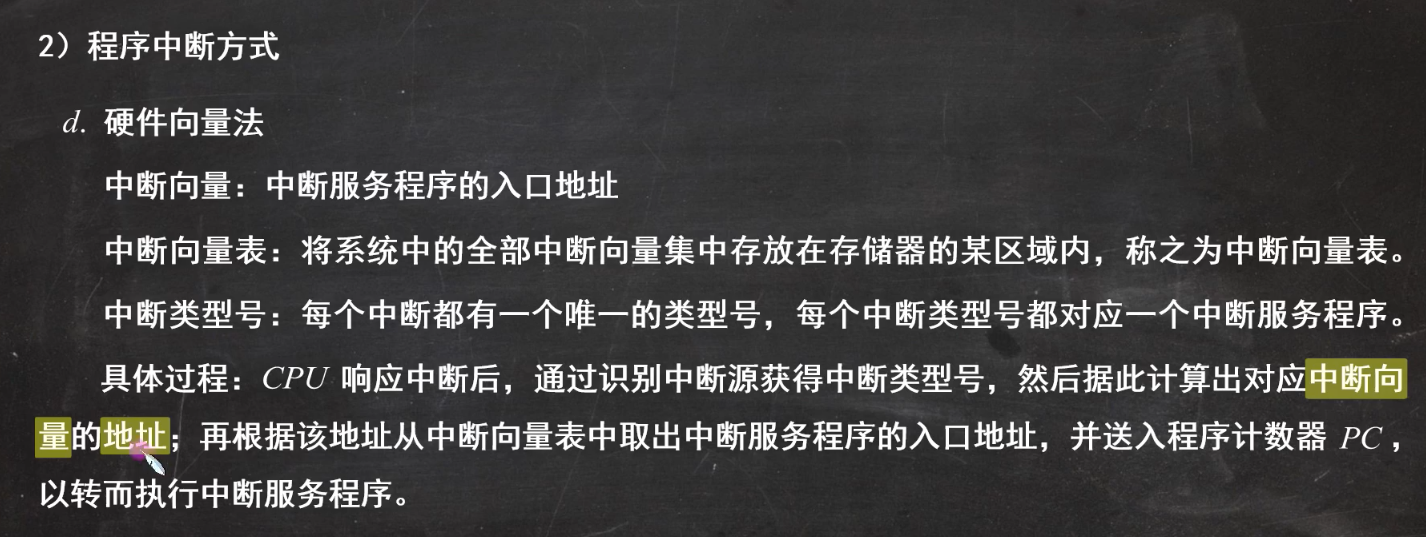 2）程序中断方式
d. 硬件向量法
中断向量：中断服务程序的入口地址
中断向量表：将系统中的全部中断向量集中存放在存储器的某区域内，称之为中断向量表。
中断类型号：每个中断都有一个唯一的类型号，每个中断类型号都对应一个中断服务程序。
具体过程：CPU 响应中断后，通过识别中断源获得中断类型号，然后据此计算出对应中断向
量的地址；再根据该地址从中断向量表中取出中断服务程序的入口地址，并送入程序计数器 PC，
以转而执行中断服务程序。